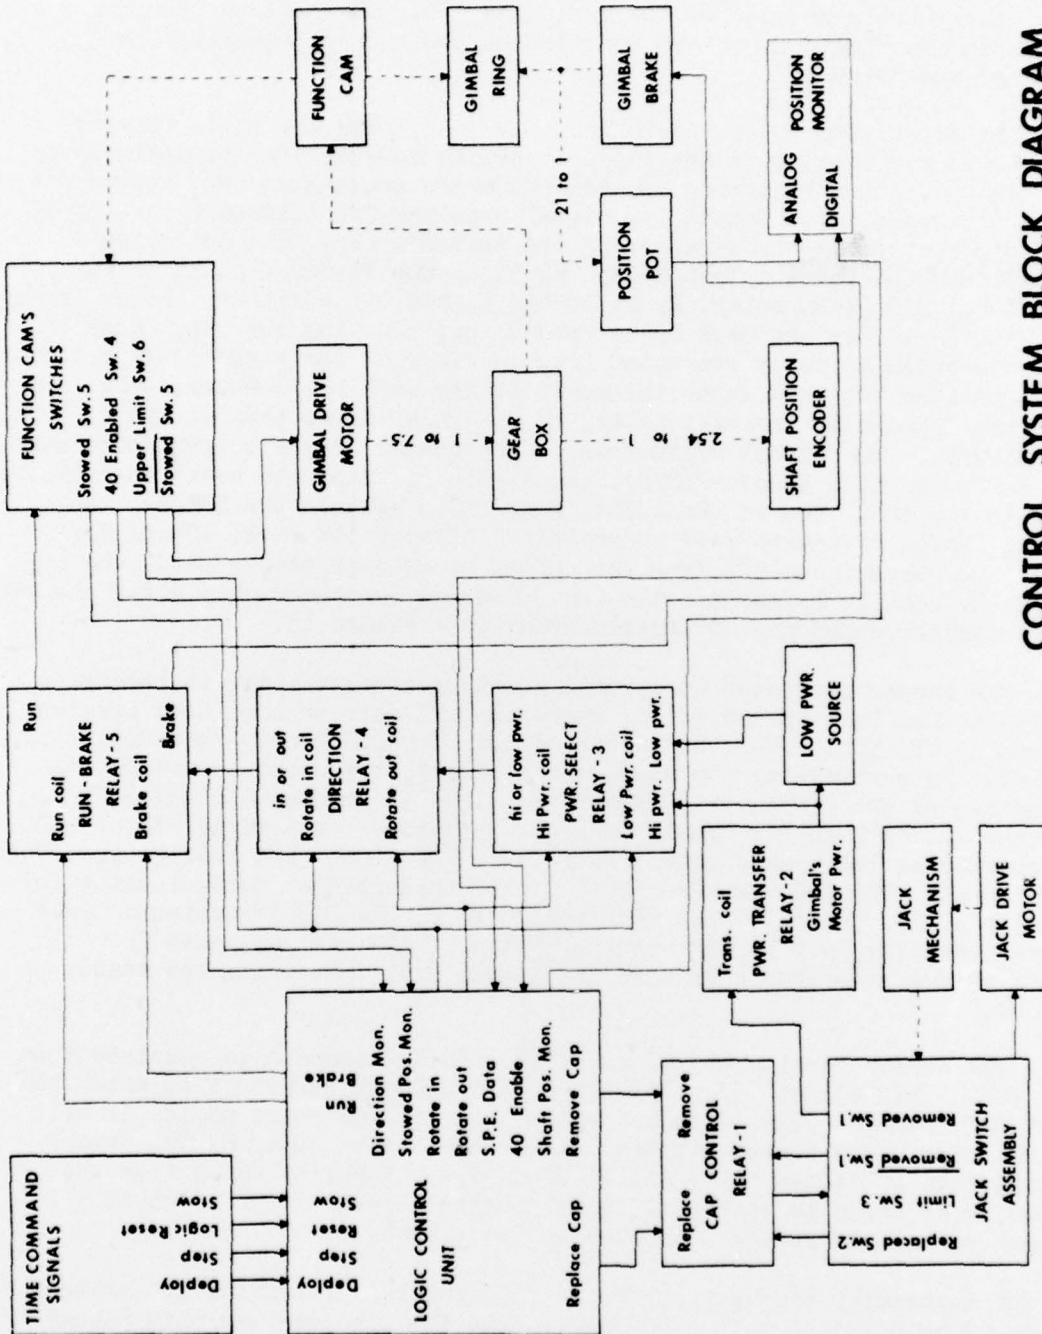 TIME COMMAND
SIGNALS
Deploy
Step
Logic Reset
Stow
Deploy
Step
Reset
Stow
LOGIC CONTROL
UNIT
Run
Brake
Direction Mon.
Stowed Pos. Mon.
Rotate in
Rotate out
S.P.E. Data
40 Enable
Shaft Pos. Mon.
Replace Cap
Remove Cap
Replace
Remove
CAP CONTROL
RELAY - 1
Replaced Sw.2
Limit Sw. 3
Removed Sw.1
Removed Sw.1
JACK SWITCH
ASSEMBLY
Run
Run coil
RUN - BRAKE
RELAY - 5
Brake coil
Brake
in or out
Rotate in coil
DIRECTION
RELAY - 4
Rotate out coil
hi or low pwr.
Hi Pwr. coil
PWR. SELECT
RELAY - 3
Low Pwr. coil
Hi pwr. Low pwr.
Trans. coil
PWR. TRANSFER
RELAY - 2
Gimbal's
Motor Pwr.
LOW PWR.
SOURCE
JACK
MECHANISM
JACK DRIVE
MOTOR
FUNCTION CAM'S
SWITCHES
Stowed Sw. 5
40 Enabled Sw. 4
Upper Limit Sw. 6
Stowed Sw. 5
GIMBAL DRIVE
MOTOR
1 to 7.5
GEAR
BOX
2.54 to 1
SHAFT POSITION
ENCODER
FUNCTION
CAM
GIMBAL
RING
21 to 1
GIMBAL
BRAKE
POSITION
POT
ANALOG POSITION
MONITOR
DIGITAL
CONTROL SYSTEM BLOCK DIAGRAM